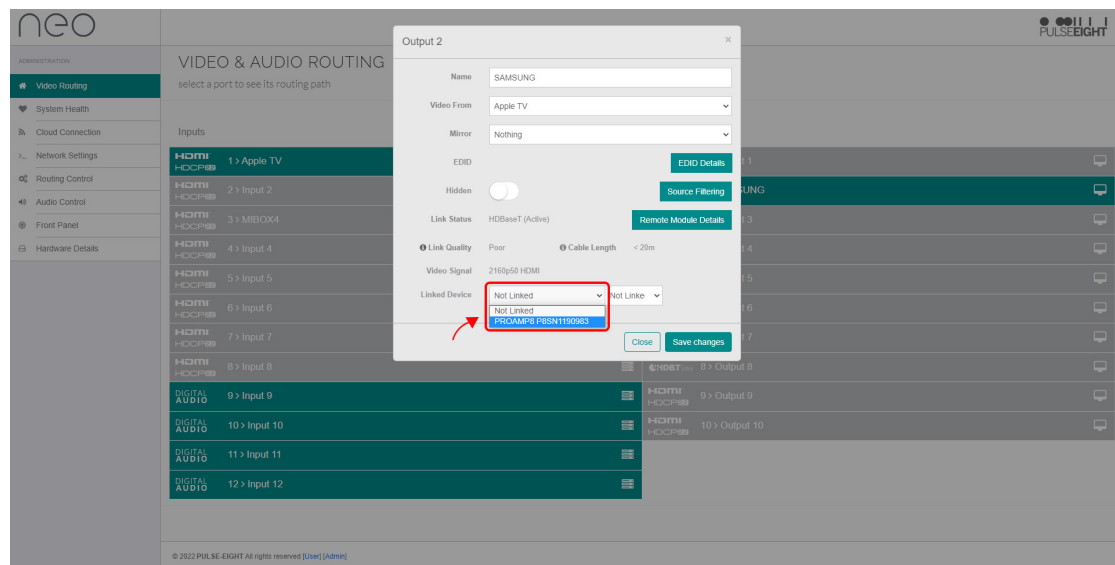 neo
PULSEEIGHT
ADMINISTRATION
Video Routing
System Health
Cloud Connection
Network Settings
Routing Control
Audio Control
Front Panel
Hardware Details
VIDEO & AUDIO ROUTING
select a port to see its routing path
Inputs
HDMI HDCP 1 > Apple TV
HDMI HDCP 2 > Input 2
HDMI HDCP 3 > MIBOX4
HDMI HDCP 4 > Input 4
HDMI HDCP 5 > Input 5
HDMI HDCP 6 > Input 6
HDMI HDCP 7 > Input 7
HDMI HDCP 8 > Input 8
DIGITAL AUDIO 9 > Input 9
DIGITAL AUDIO 10 > Input 10
DIGITAL AUDIO 11 > Input 11
DIGITAL AUDIO 12 > Input 12
Output 2 ×
Name SAMSUNG
Video From Apple TV
Mirror Nothing
EDID EDID Details
Hidden Source Filtering
Link Status HDBaseT (Active) Remote Module Details
Link Quality Poor Cable Length < 20m
Video Signal 2160p50 HDMI
Linked Device Not Linked Not Linke
Not Linked
PROAMP8 P8SN1190983
Close Save changes
t 1
UNG
t 3
t 4
t 5
t 6
t 7
HDBT 8 > Output 8
HDMI HDCP 9 > Output 9
HDMI HDCP 10 > Output 10
© 2022 PULSE-EIGHT All rights reserved [User] [Admin]